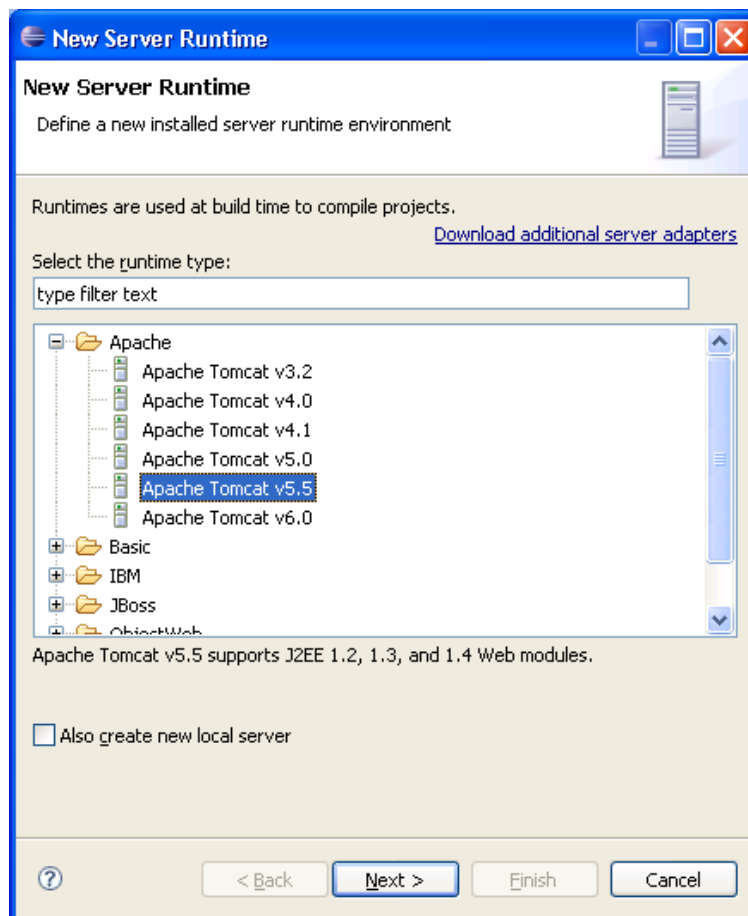 New Server Runtime
New Server Runtime
Define a new installed server runtime environment
Runtimes are used at build time to compile projects.
Download additional server adapters
Select the runtime type:
type filter text
Apache
Apache Tomcat v3.2
Apache Tomcat v4.0
Apache Tomcat v4.1
Apache Tomcat v5.0
Apache Tomcat v5.5
Apache Tomcat v6.0
Basic
IBM
JBoss
ObjectWeb
Apache Tomcat v5.5 supports J2EE 1.2, 1.3, and 1.4 Web modules.
Also create new local server
< Back Next > Finish Cancel